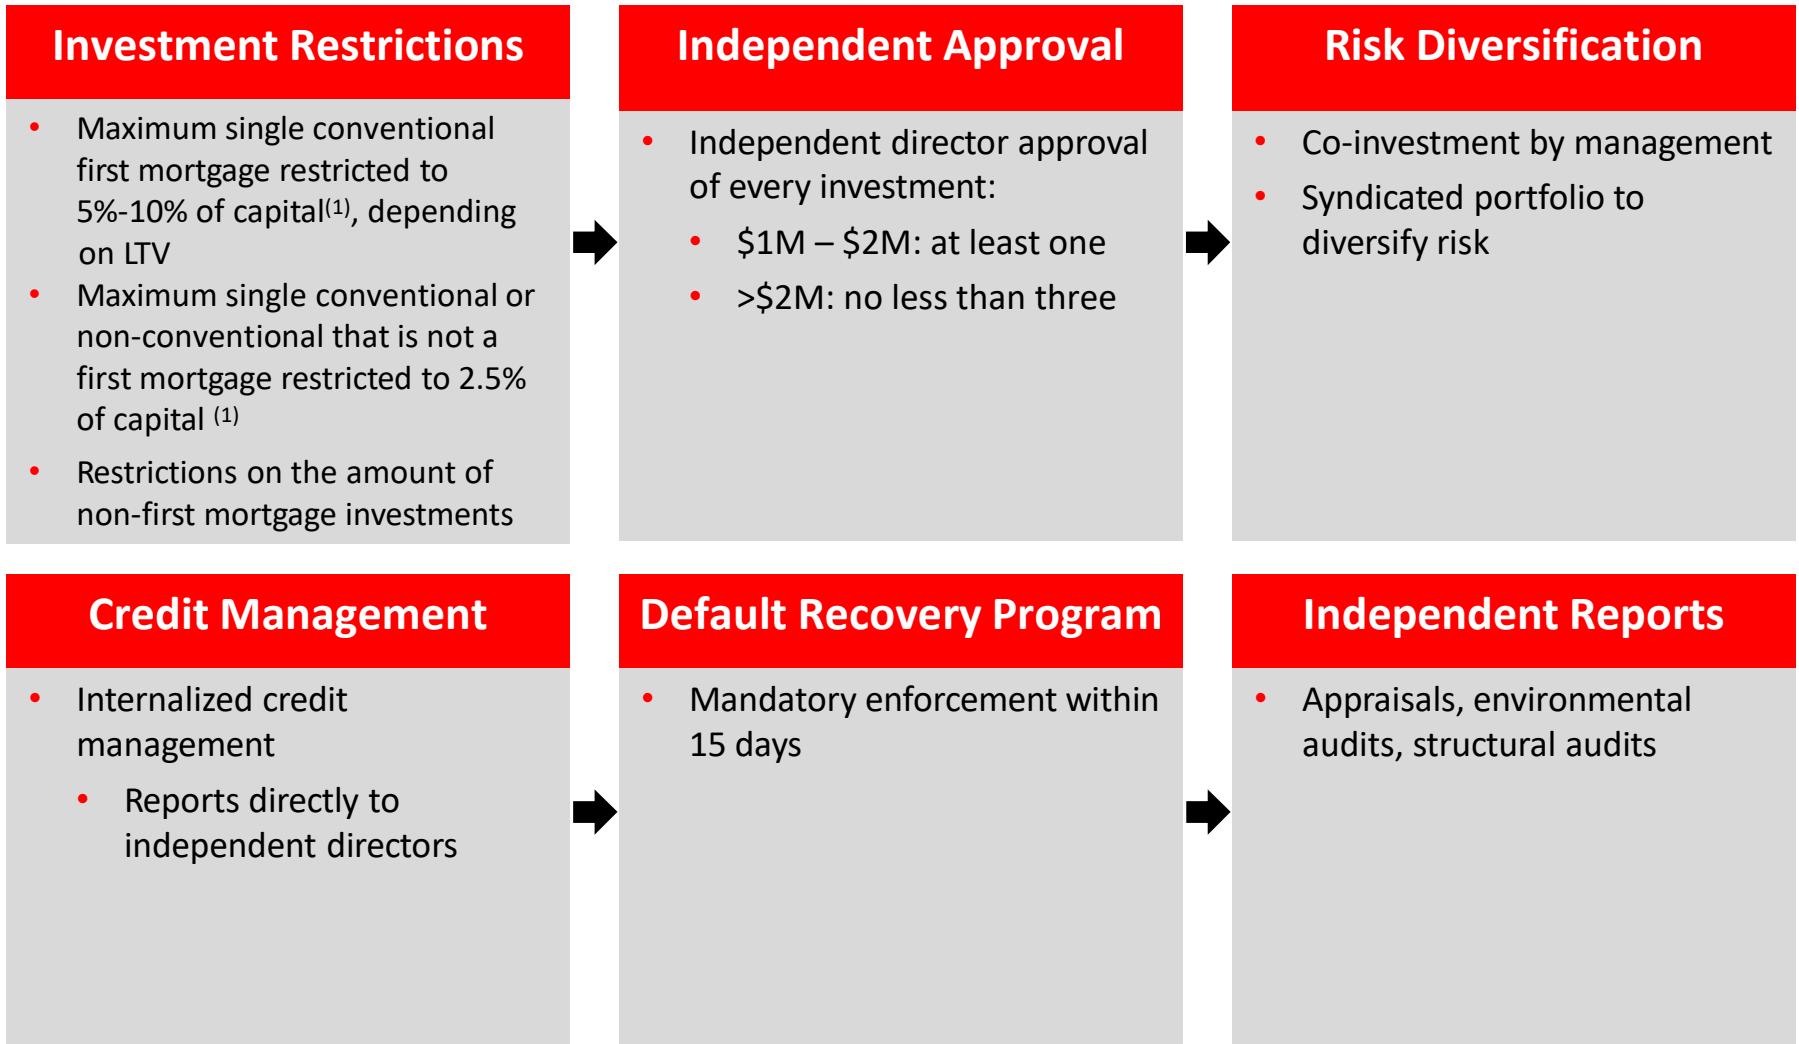 Investment Restrictions
• Maximum single conventional
first mortgage restricted to
5%-10% of capital(1), depending
on LTV
• Maximum single conventional or
non-conventional that is not a
first mortgage restricted to 2.5%
of capital (1)
• Restrictions on the amount of
non-first mortgage investments
Independent Approval
• Independent director approval
of every investment:
• $1M – $2M: at least one
• >$2M: no less than three
Risk Diversification
• Co-investment by management
• Syndicated portfolio to
diversify risk
Credit Management
• Internalized credit
management
• Reports directly to
independent directors
Default Recovery Program
• Mandatory enforcement within
15 days
Independent Reports
• Appraisals, environmental
audits, structural audits